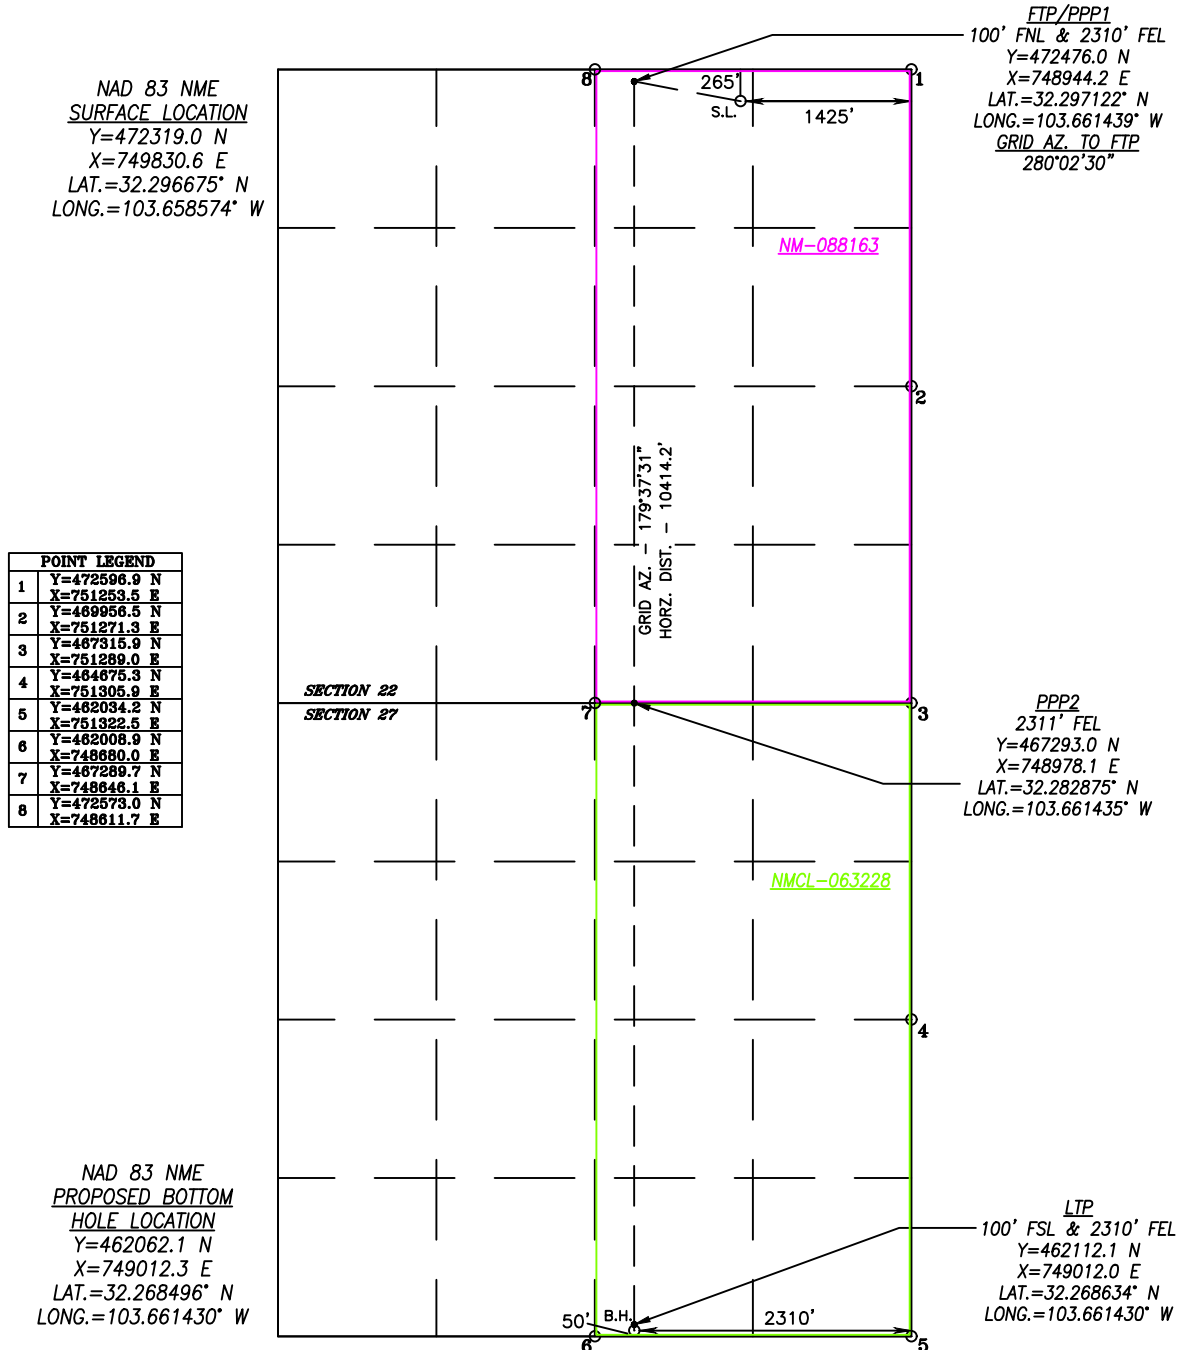 FTP/PPP1
100' FNL & 2310' FEL
Y=472476.0 N
X=748944.2 E
LAT.=32.297122° N
LONG.=103.661439° W
GRID AZ. TO FTP
280°02'30"
NAD 83 NME
SURFACE LOCATION
Y=472319.0 N
X=749830.6 E
LAT.=32.296675° N
LONG.=103.658574° W
8
1
265'
S.L.
1425'
NM-088163
2
GRID AZ. - 179°37'31"
HORZ. DIST. - 10414.2'
POINT LEGEND
1 Y=472596.9 N
X=751253.5 E
2 Y=469956.5 N
X=751271.3 E
3 Y=467315.9 N
X=751289.0 E
4 Y=464675.3 N
X=751305.9 E
5 Y=462034.2 N
X=751322.5 E
6 Y=462008.9 N
X=748680.0 E
7 Y=467289.7 N
X=748646.1 E
8 Y=472573.0 N
X=748611.7 E
SECTION 22
SECTION 27
7
3
PPP2
2311' FEL
Y=467293.0 N
X=748978.1 E
LAT.=32.282875° N
LONG.=103.661435° W
NMCL-063228
4
NAD 83 NME
PROPOSED BOTTOM
HOLE LOCATION
Y=462062.1 N
X=749012.3 E
LAT.=32.268496° N
LONG.=103.661430° W
LTP
100' FSL & 2310' FEL
Y=462112.1 N
X=749012.0 E
LAT.=32.268634° N
LONG.=103.661430° W
50'
B.H.
2310'
6
5